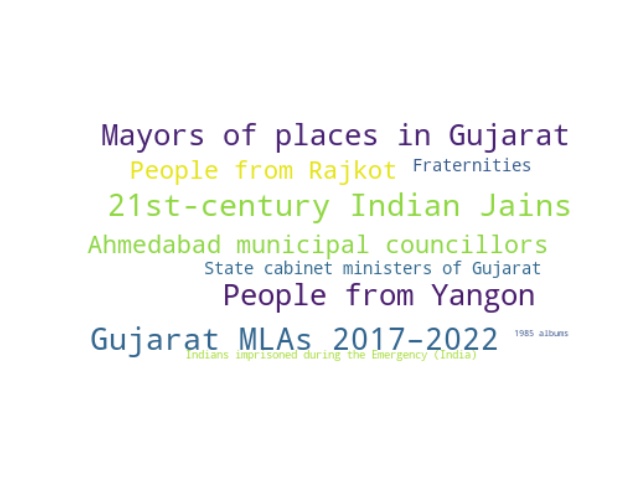 Mayors of places in Gujarat
People from Rajkot
Fraternities
21st-century Indian Jains
Ahmedabad municipal councillors
State cabinet ministers of Gujarat
People from Yangon
Gujarat MLAs 2017–2022
1985 albums
Indians imprisoned during the Emergency (India)